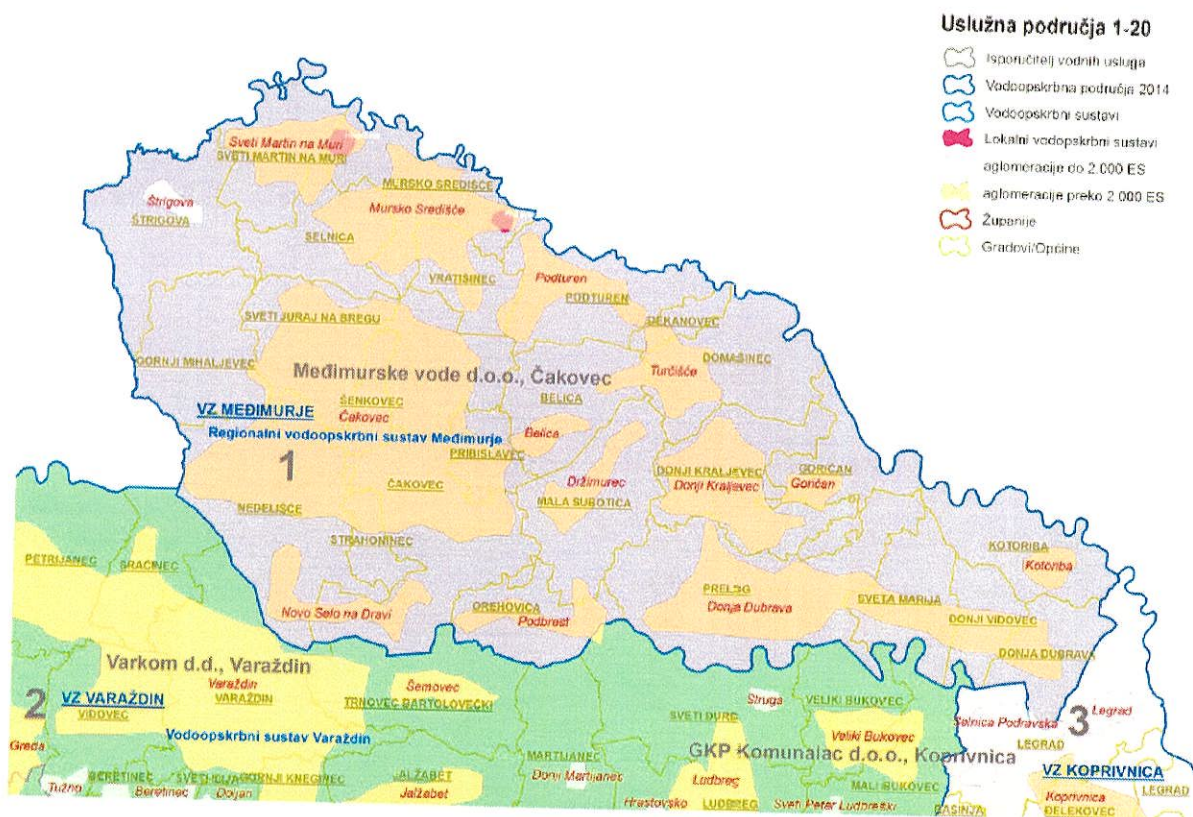 Uslužna područja 1-20
Isporučitelj vodnih usluga
Vodoopskrbna područja 2014
Vodoopskrbni sustavi
Lokalni vodopskrbni sustavi
aglomeracije do 2.000 ES
aglomeracije preko 2.000 ES
Županije
Gradovi/Općine
Sveti Martin na Muri
SVETI MARTIN NA MURI
MURSKO SREDIŠĆE
Štrigova
ŠTRIGOVA
Mursko Središće
SELNICA
VRATIŠINEC
Podturen
PODTUREN
SVETI JURAJ NA BREGU
DEKANOVEC
GORNJI MIHALJEVEC
DOMAŠINEC
Turčišće
Međimurske vode d.o.o., Čakovec
BELICA
ŠENKOVEC
VZ MEĐIMURJE
Čakovec
Regionalni vodoopskrbni sustav Međimurje
Belica
PRIBISLAVEC
1
DONJI KRALJEVEC
GORIČAN
Držimurec
Donji Kraljevec
Goričan
ČAKOVEC
MALA SUBOTICA
NEDELIŠĆE
STRAHONINEC
KOTORIBA
Kotoriba
PETRIJANEC
SRAČINEC
PRELOG
SVETA MARIJA
Novo Selo na Dravi
OREHOVICA
Donja Dubrava
Podbrest
DONJI VIDOVEC
DONJA DUBRAVA
Varkom d.d., Varaždin
Varaždin
Šemovec
2
VZ VARAŽDIN
VARAŽDIN
TRNOVEC BARTOLOVEČKI
Struga
VELIKI BUKOVEC
VIDOVEC
SVETI ĐURĐ
Selnica Podravska
3
Legrad
Vodoopskrbni sustav Varaždin
Veliki Bukovec
LEGRAD
Greda
MARTIJANEC
GKP Komunalac d.o.o., Koprivnica
VZ KOPRIVNICA
BERETINEC
SVETI ILIJA
GORNJI KNEGINEC
JALŽABET
Donji Martijanec
Ludbreg
MALI BUKOVEC
LEGRAD
Tužno
Beretinec
Doljan
Jalžabet
Hrastovsko
LUDBREG
Sveti Petar Ludbreški
RASINJA
Koprivnica
ĐELEKOVEC